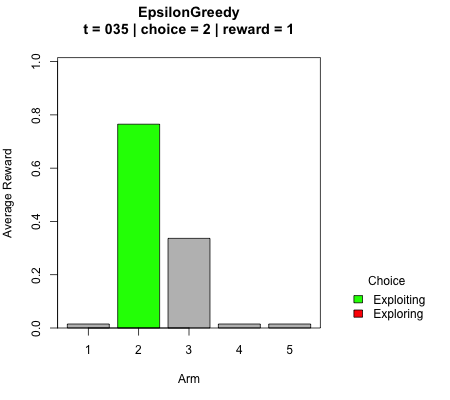 EpsilonGreedy
t = 035 | choice = 2 | reward = 1
1.0
0.8
0.6
0.4
0.2
0.0
Average Reward
1 2 3 4 5
Arm
Choice
Exploiting
Exploring